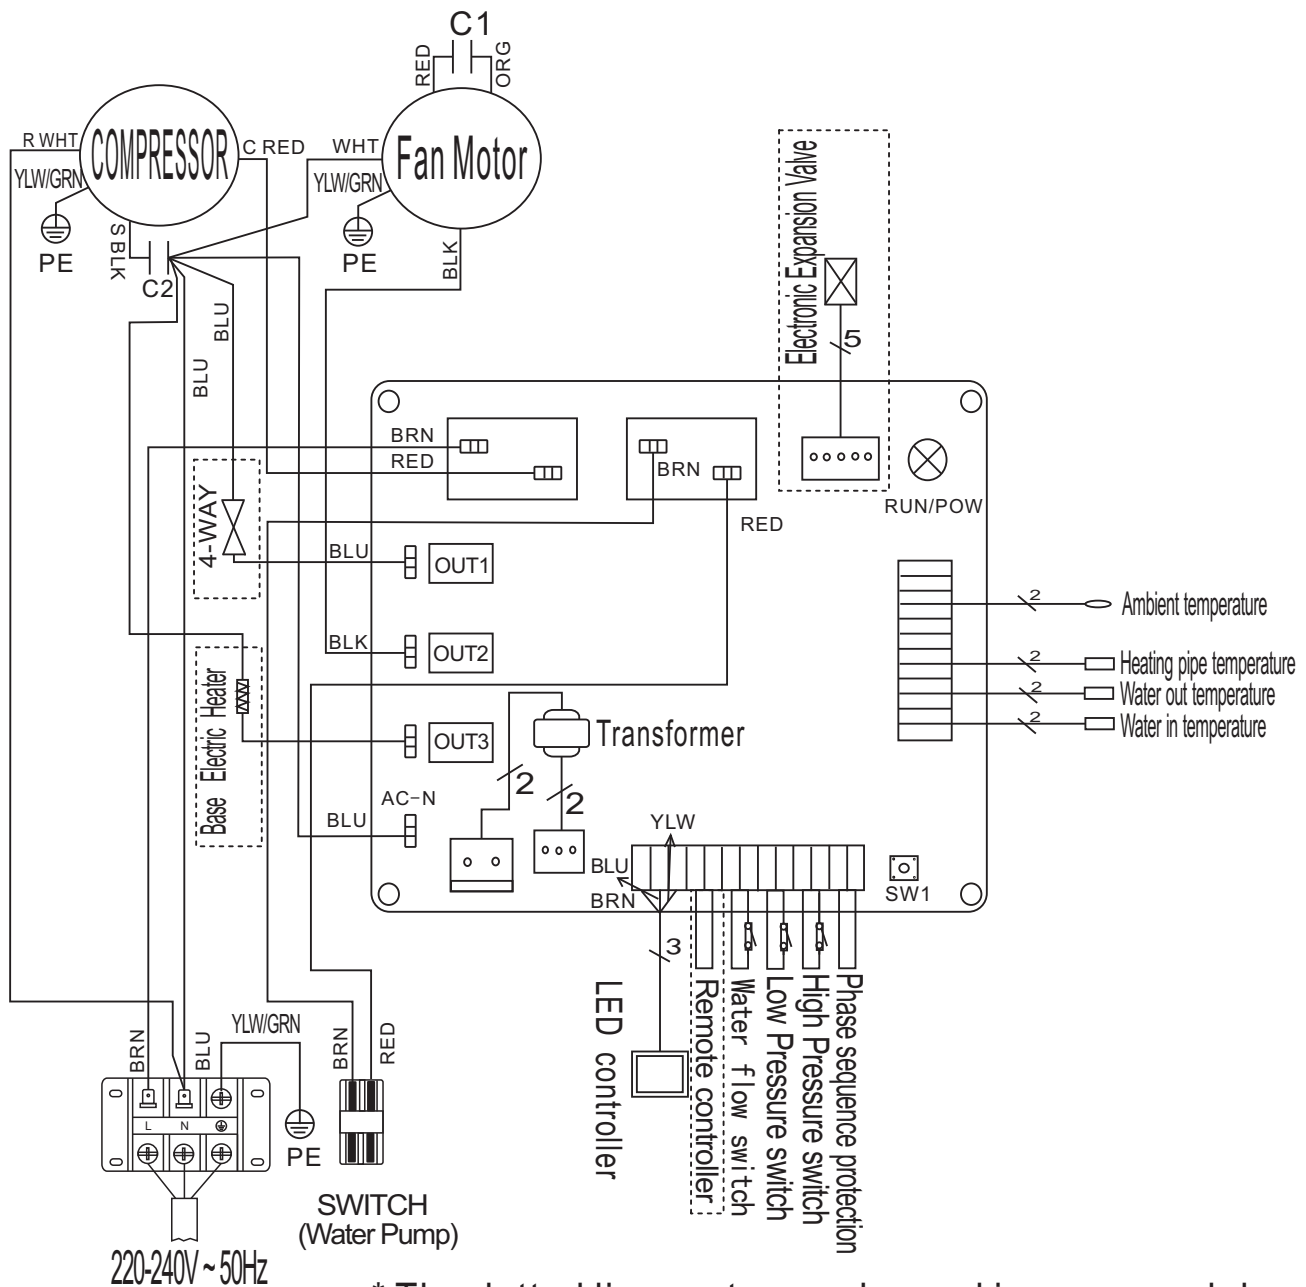 C1
RED
ORG
R WHT
COMPRESSOR
C RED
WHT
Fan Motor
YLW/GRN
YLW/GRN
PE
S BLK
C2
PE
BLK
Electronic Expansion Valve
5
BLU
BLU
BRN
RED
BRN
RED
RUN/POW
4-WAY
BLU
OUT1
BLK
OUT2
2
Ambient temperature
2
Heating pipe temperature
2
Water out temperature
2
Water in temperature
Base Electric Heater
OUT3
Transformer
2
2
AC-N
BLU
YLW
BLU
BRN
SW1
3
LED controller
Remote controller
Water flow switch
Low Pressure switch
High Pressure switch
Phase sequence protection
BRN
BLU
YLW/GRN
BRN
RED
L
N
PE
SWITCH
(Water Pump)
220-240V ~ 50Hz